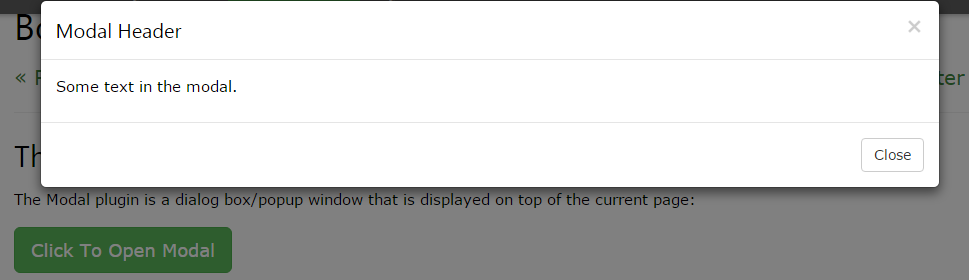 Modal Header
×
Some text in the modal.
Close
The Modal plugin is a dialog box/popup window that is displayed on top of the current page:
Click To Open Modal